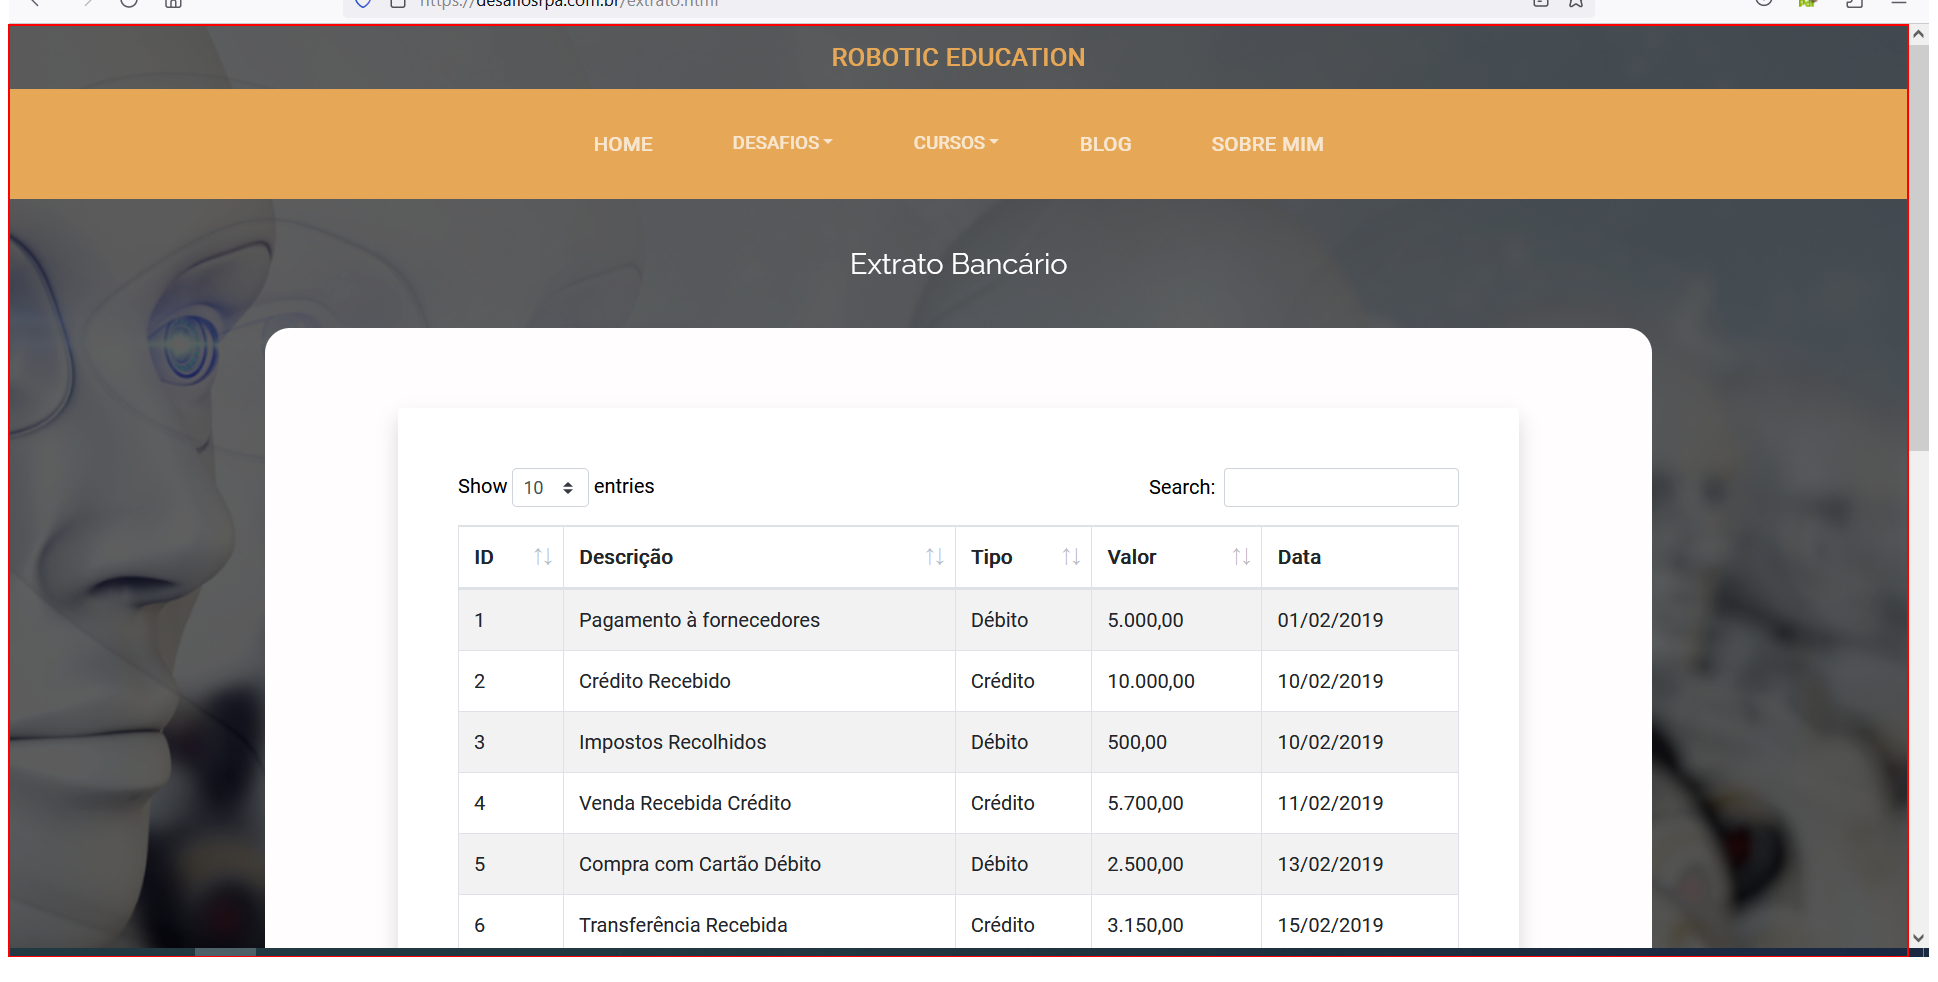 https://desafiosrpa.com.br/extrato.html
ROBOTIC EDUCATION
HOME DESAFIOS CURSOS BLOG SOBRE MIM
Extrato Bancário
Show 10 entries Search:
ID Descrição Tipo Valor Data
1 Pagamento à fornecedores Débito 5.000,00 01/02/2019
2 Crédito Recebido Crédito 10.000,00 10/02/2019
3 Impostos Recolhidos Débito 500,00 10/02/2019
4 Venda Recebida Crédito Crédito 5.700,00 11/02/2019
5 Compra com Cartão Débito Débito 2.500,00 13/02/2019
6 Transferência Recebida Crédito 3.150,00 15/02/2019